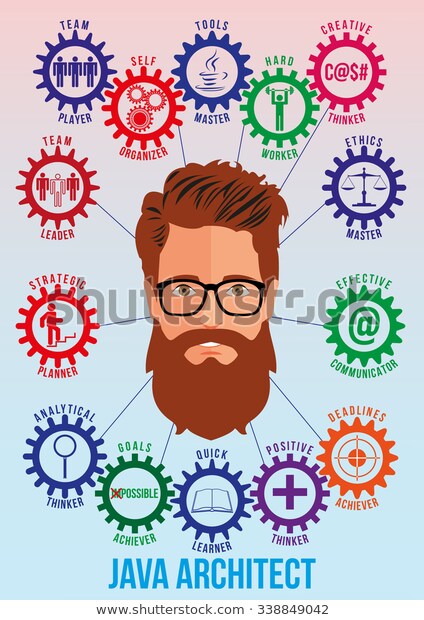 TEAM
PLAYER
SELF
ORGANIZER
TOOLS
MASTER
HARD
WORKER
CREATIVE
C@$#
THINKER
TEAM
LEADER
ETHICS
MASTER
STRATEGIC
PLANNER
EFFECTIVE
@
COMMUNICATOR
shutterstock
ANALYTICAL
THINKER
GOALS
IMPOSSIBLE
ACHIEVER
QUICK
LEARNER
POSITIVE
THINKER
DEADLINES
ACHIEVER
JAVA ARCHITECT
www.shutterstock.com · 338849042